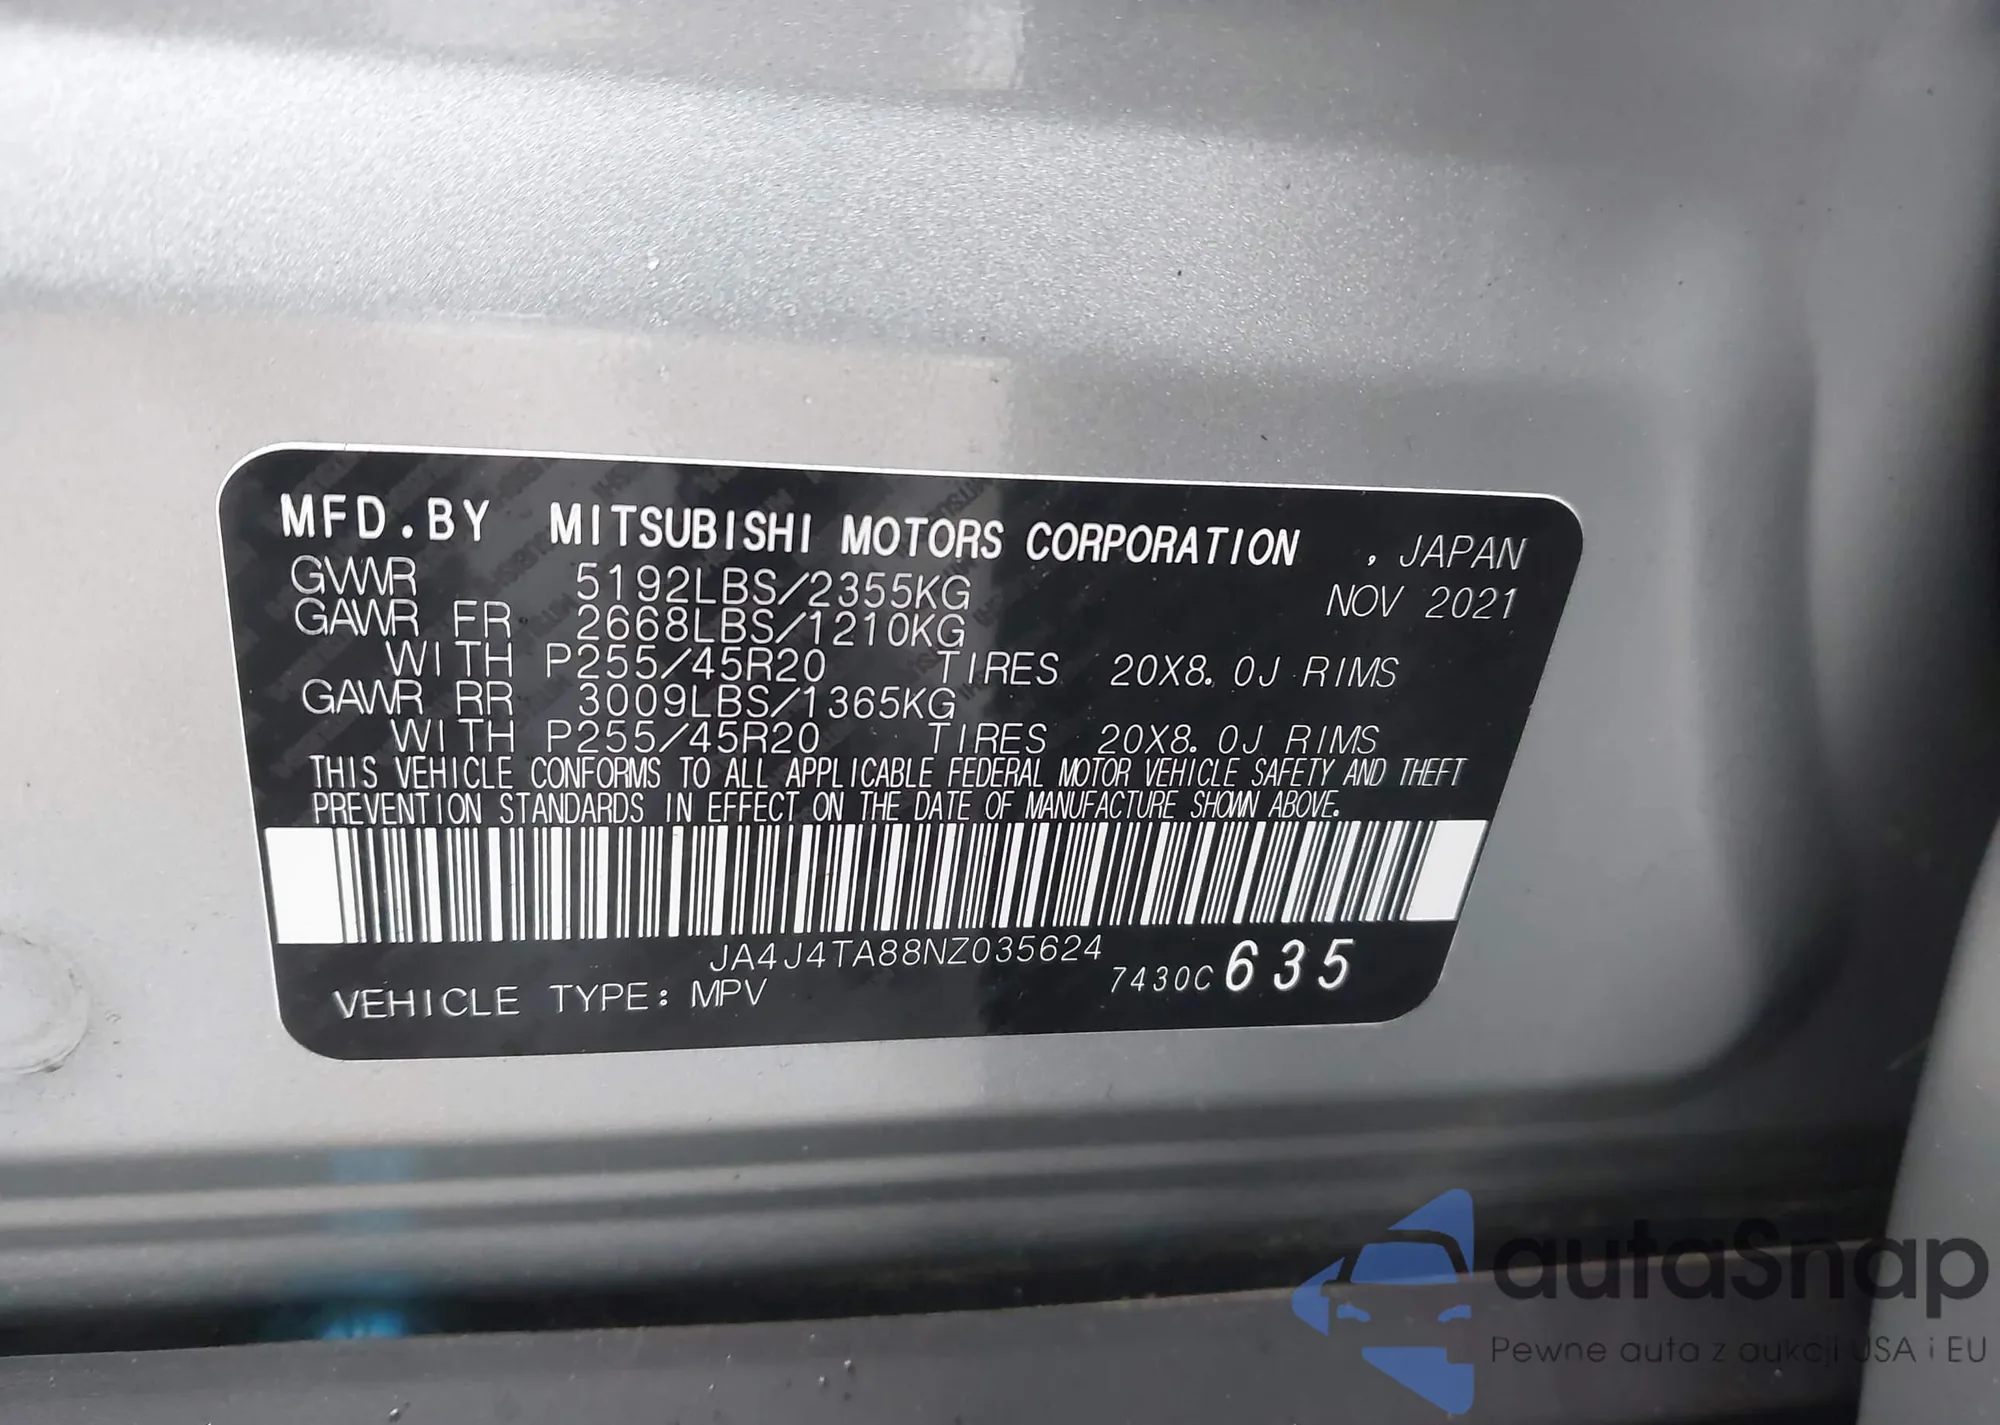 MFD.BY MITSUBISHI MOTORS CORPORATION , JAPAN
GVWR 5192LBS/2355KG NOV 2021
GAWR FR 2668LBS/1210KG
WITH P255/45R20 TIRES 20X8.0J RIMS
GAWR RR 3009LBS/1365KG
WITH P255/45R20 TIRES 20X8.0J RIMS
THIS VEHICLE CONFORMS TO ALL APPLICABLE FEDERAL MOTOR VEHICLE SAFETY AND THEFT
PREVENTION STANDARDS IN EFFECT ON THE DATE OF MANUFACTURE SHOWN ABOVE.
JA4J4TA88NZ035624
VEHICLE TYPE: MPV 7430C 635
autaSnap
Pewne auta z aukcji USA i EU